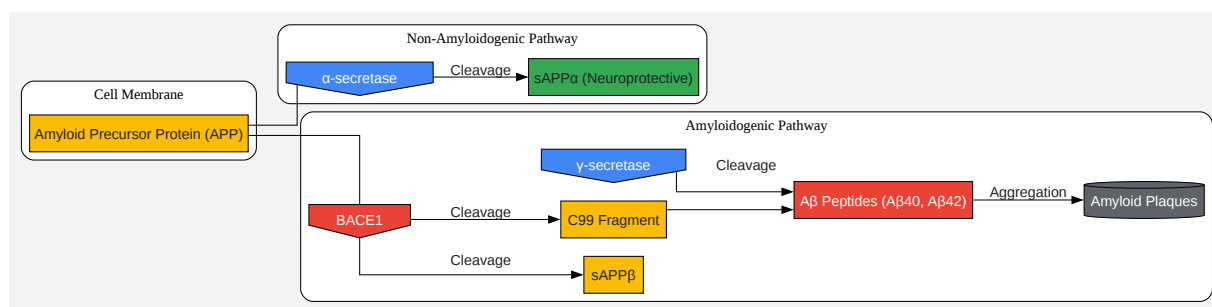 Non-Amyloidogenic Pathway
α-secretase
Cleavage
sAPPα (Neuroprotective)
Cell Membrane
Amyloid Precursor Protein (APP)
Amyloidogenic Pathway
γ-secretase
Cleavage
Aβ Peptides (Aβ40, Aβ42)
Aggregation
Amyloid Plaques
BACE1
Cleavage
C99 Fragment
Cleavage
sAPPβ